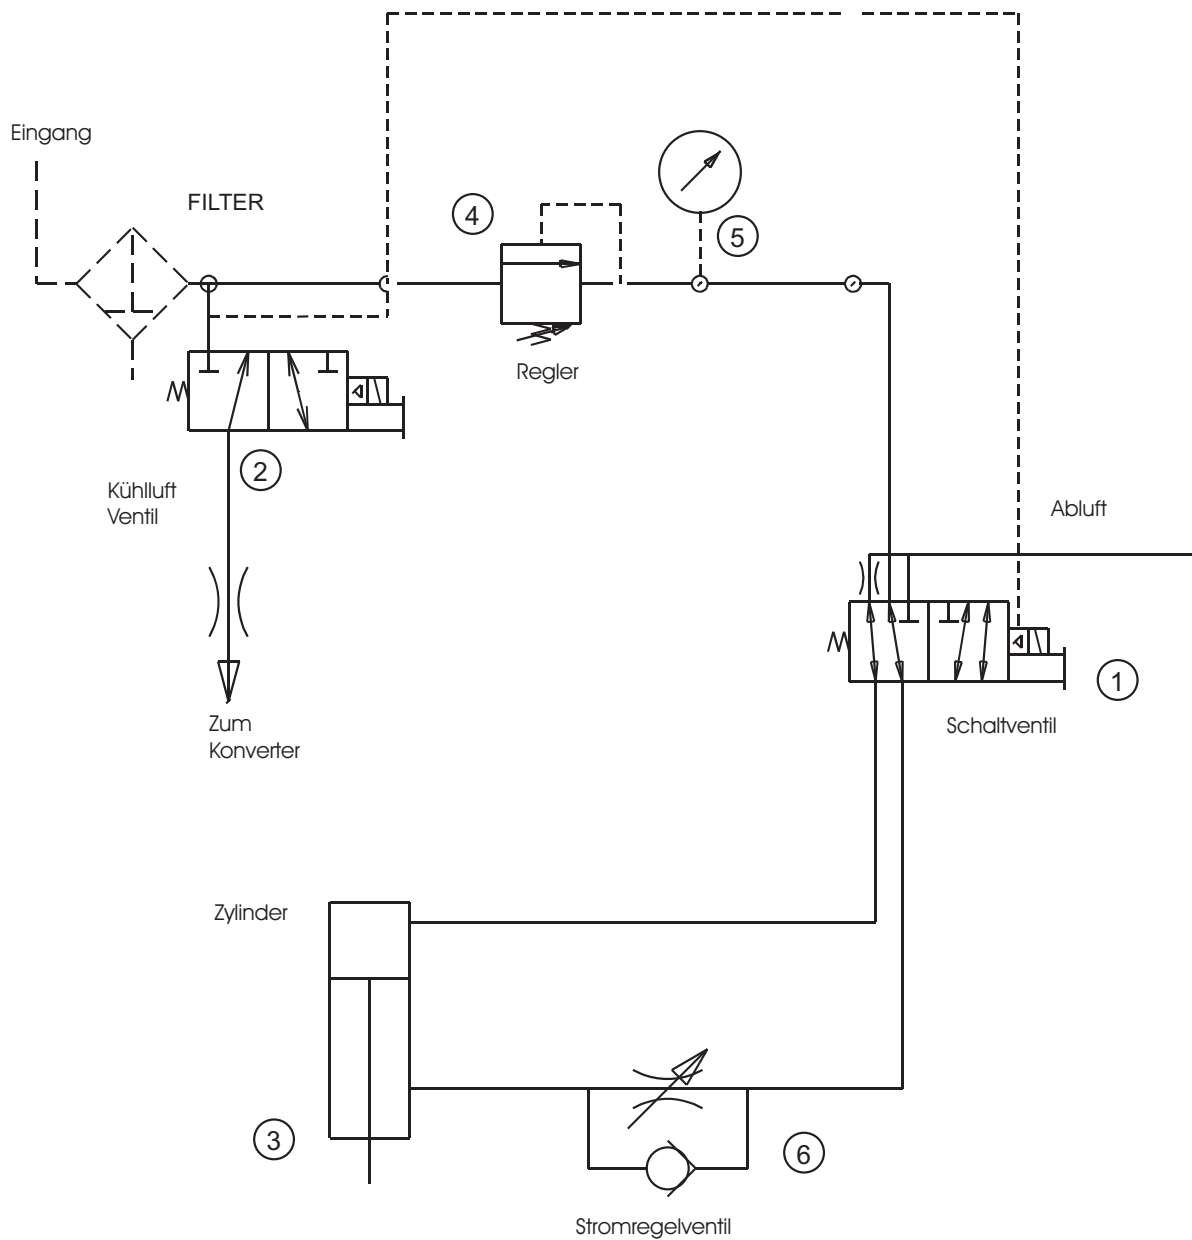 Eingang
FILTER
4
5
Regler
2
Kühlluft
Ventil
Abluft
1
Zum
Konverter
Schaltventil
Zylinder
3
6
Stromregelventil